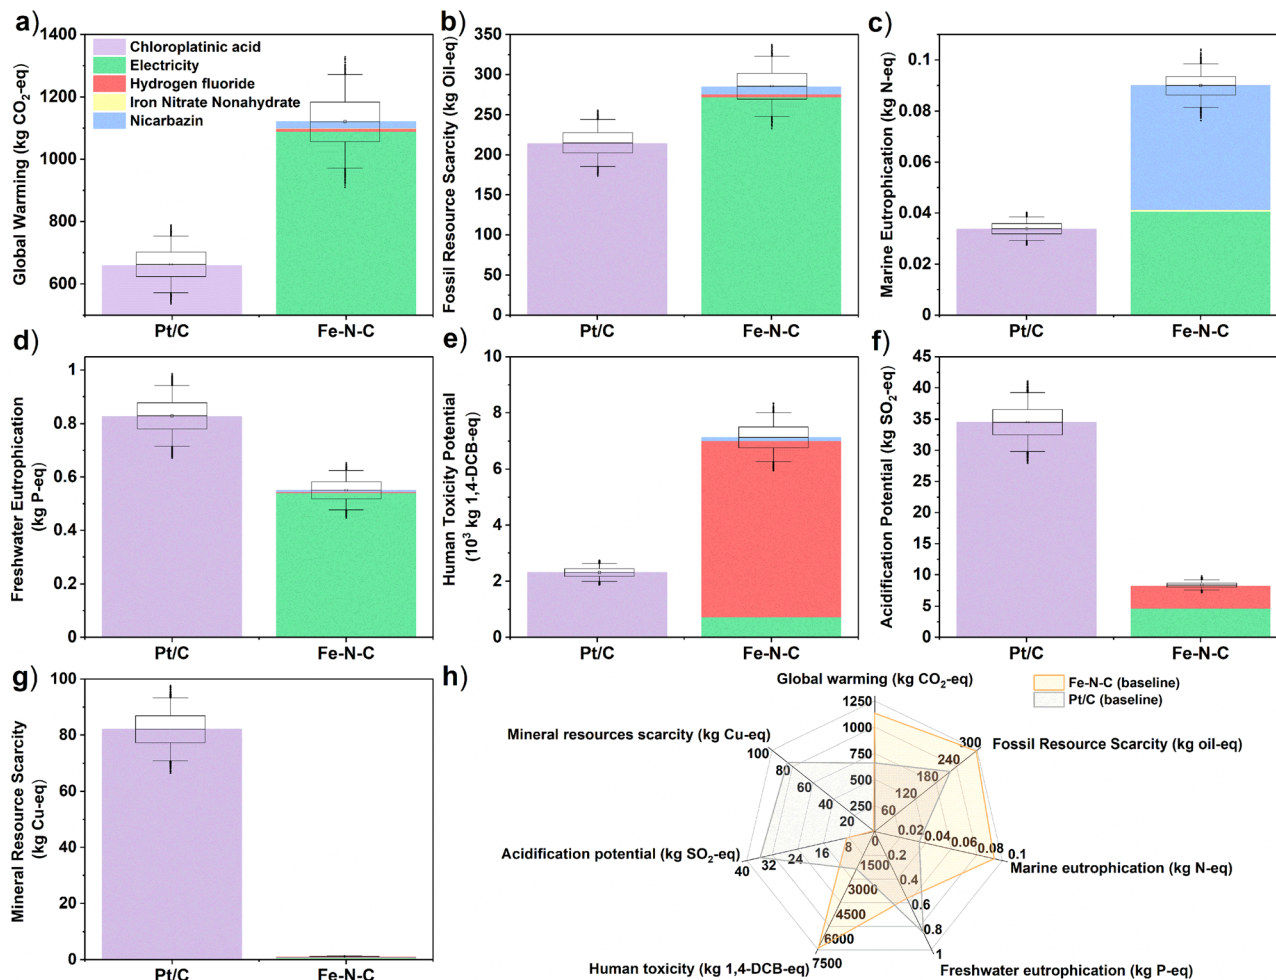 a)
1400
1200
1000
800
600
Global Warming (kg CO₂-eq)
Chloroplatinic acid
Electricity
Hydrogen fluoride
Iron Nitrate Nonahydrate
Nicarbazin
Pt/C
Fe-N-C
b)
350
300
250
200
150
100
50
0
Fossil Resource Scarcity (kg Oil-eq)
Pt/C
Fe-N-C
c)
0.1
0.08
0.06
0.04
0.02
0
Marine Eutrophication (kg N-eq)
Pt/C
Fe-N-C
d)
1
0.8
0.6
0.4
0.2
0
Freshwater Eutrophication
(kg P-eq)
Pt/C
Fe-N-C
e)
10
8
6
4
2
0
Human Toxicity Potential
(10³ kg 1,4-DCB-eq)
Pt/C
Fe-N-C
f)
45
40
35
30
25
20
15
10
5
0
Acidification Potential (kg SO₂-eq)
Pt/C
Fe-N-C
g)
100
80
60
40
20
0
Mineral Resource Scarcity
(kg Cu-eq)
Pt/C
Fe-N-C
h)
Global warming (kg CO₂-eq)
1250
1000
750
500
250
0
Fe-N-C (baseline)
Pt/C (baseline)
Fossil Resource Scarcity (kg oil-eq)
300
240
180
120
60
Marine eutrophication (kg N-eq)
0.02
0.04
0.06
0.08
0.1
Freshwater eutrophication (kg P-eq)
0.2
0.4
0.6
0.8
1
Human toxicity (kg 1,4-DCB-eq)
1500
3000
4500
6000
7500
Acidification potential (kg SO₂-eq)
8
16
24
32
40
Mineral resources scarcity (kg Cu-eq)
20
40
60
80
100